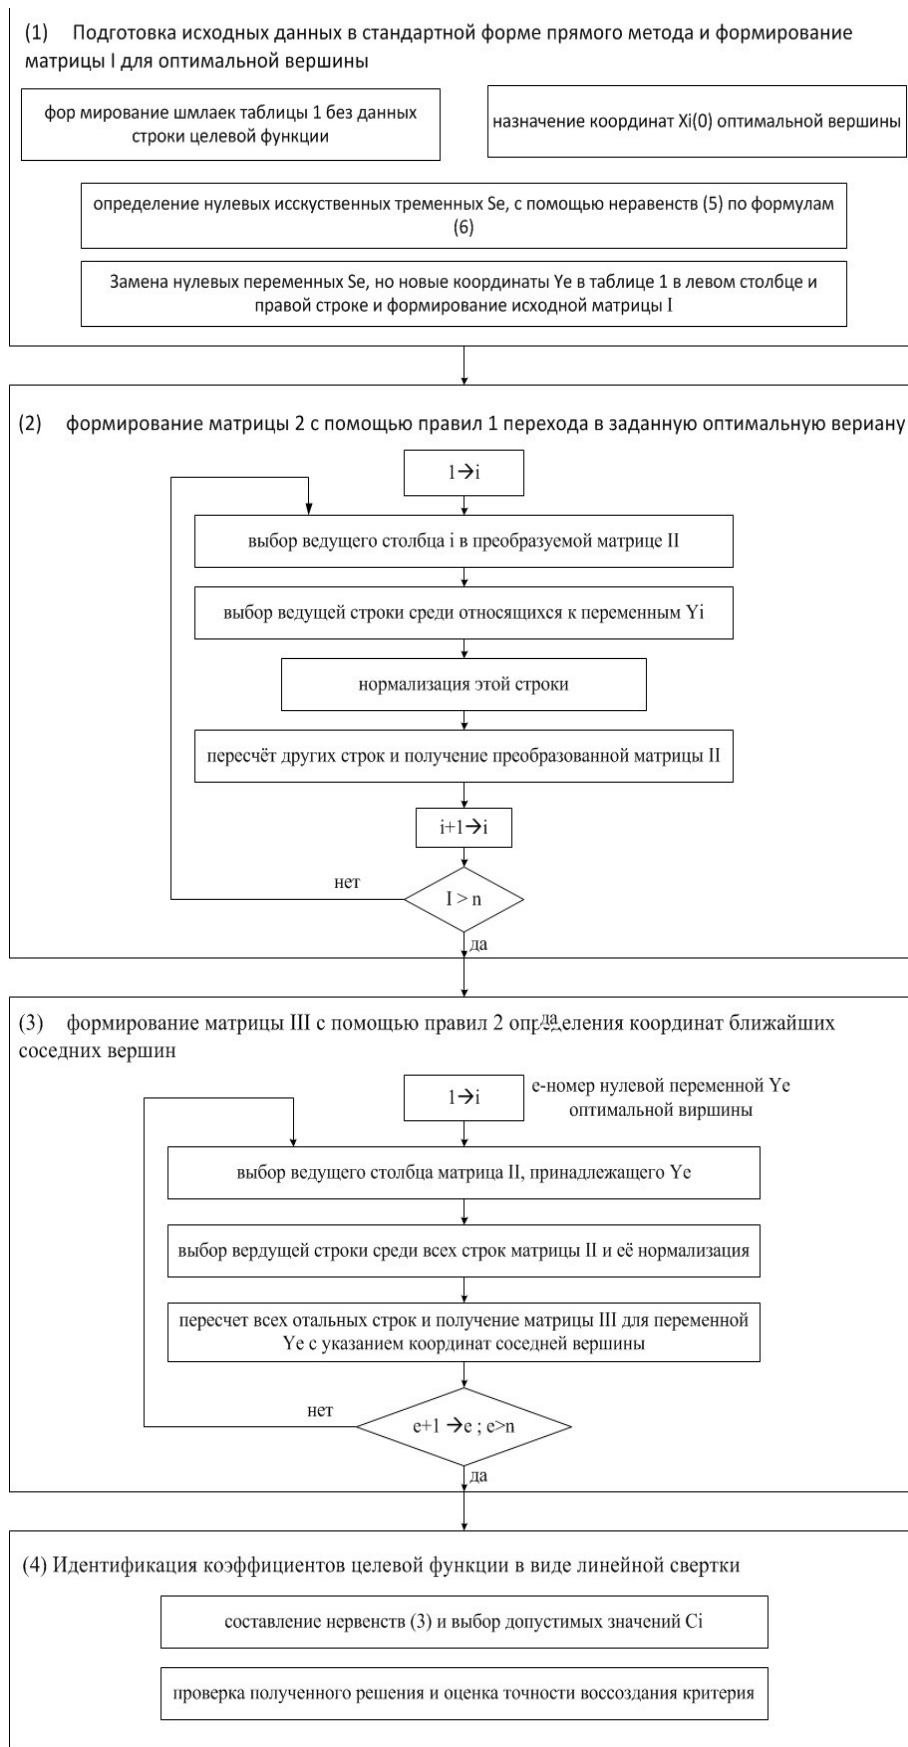 (1) Подготовка исходных данных в стандартной форме прямого метода и формирование
матрицы I для оптимальной вершины
фор мирование шмлаек таблицы 1 без данных
строки целевой функции
назначение координат Xi(0) оптимальной вершины
определение нулевых исскуственных тременных Se, с помощью неравенств (5) по формулам
(6)
Замена нулевых переменных Se, но новые координаты Ye в таблице 1 в левом столбце и
правой строке и формирование исходной матрицы I
(2) формирование матрицы 2 с помощью правил 1 перехода в заданную оптимальную вериану
1→i
выбор ведущего столбца i в преобразуемой матрице II
выбор ведущей строки среди относящихся к переменным Yi
нормализация этой строки
пересчёт других строк и получение преобразованной матрицы II
i+1→i
нет
I > n
да
(3) формирование матрицы III с помощью правил 2 определения координат ближайших
да
соседних вершин
1→i
e-номер нулевой переменной Ye
оптимальной виршины
выбор ведущего столбца матрица II, принадлежащего Ye
выбор вердущей строки среди всех строк матрицы II и её нормализация
пересчет всех отальных строк и получение матрицы III для переменной
Ye с указанием координат соседней вершины
нет
e+1 →e ; e>n
да
(4) Идентификация коэффициентов целевой функции в виде линейной свертки
составление нервенств (3) и выбор допустимых значений Ci
проверка полученного решения и оценка точности воссоздания критерия